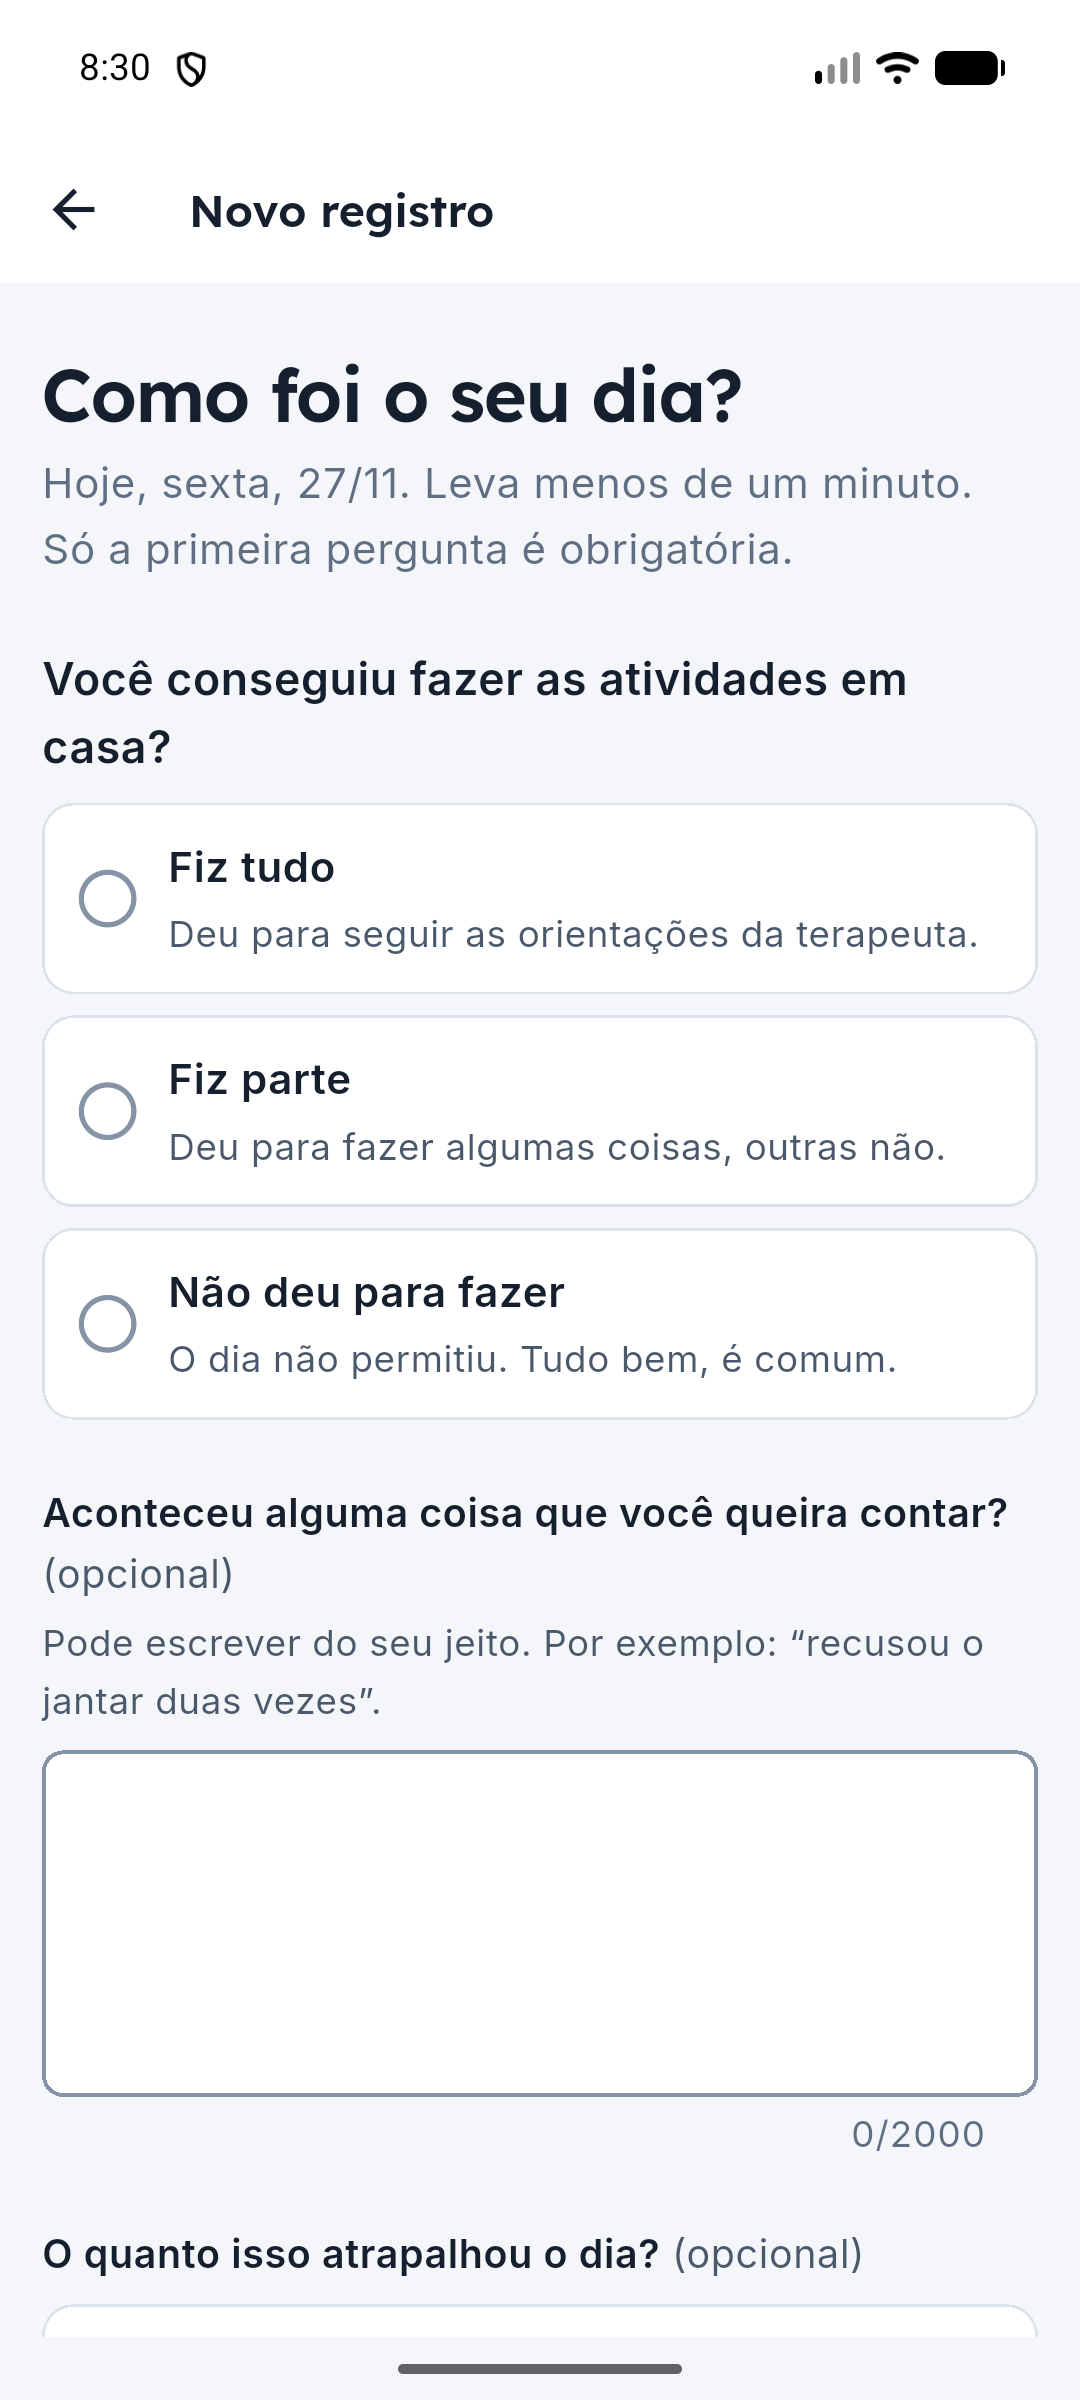 8:30
Novo registro
Como foi o seu dia?
Hoje, sexta, 27/11. Leva menos de um minuto.
Só a primeira pergunta é obrigatória.
Você conseguiu fazer as atividades em
casa?
Fiz tudo
Deu para seguir as orientações da terapeuta.
Fiz parte
Deu para fazer algumas coisas, outras não.
Não deu para fazer
O dia não permitiu. Tudo bem, é comum.
Aconteceu alguma coisa que você queira contar?
(opcional)
Pode escrever do seu jeito. Por exemplo: “recusou o
jantar duas vezes”.
0/2000
O quanto isso atrapalhou o dia? (opcional)